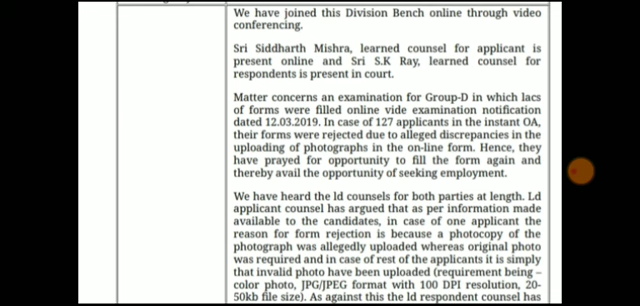 We have joined this Division Bench online through video
conferencing.
Sri Siddharth Mishra, learned counsel for applicant is
present online and Sri S.K Ray, learned counsel for
respondents is present in court.
Matter concerns an examination for Group-D in which lacs
of forms were filled online vide examination notification
dated 12.03.2019. In case of 127 applicants in the instant OA,
their forms were rejected due to alleged discrepancies in the
uploading of photographs in the on-line form. Hence, they
have prayed for opportunity to fill the form again and
thereby avail the opportunity of seeking employment.
We have heard the ld counsels for both parties at length. Ld
applicant counsel has argued that as per information made
available to the candidates, in case of one applicant the
reason for form rejection is because a photocopy of the
photograph was allegedly uploaded whereas original photo
was required and in case of rest of the applicants it is simply
that invalid photo have been uploaded (requirement being –
color photo, JPG/JPEG format with 100 DPI resolution, 20-
50kb file size). As against this the ld respondent counsel has